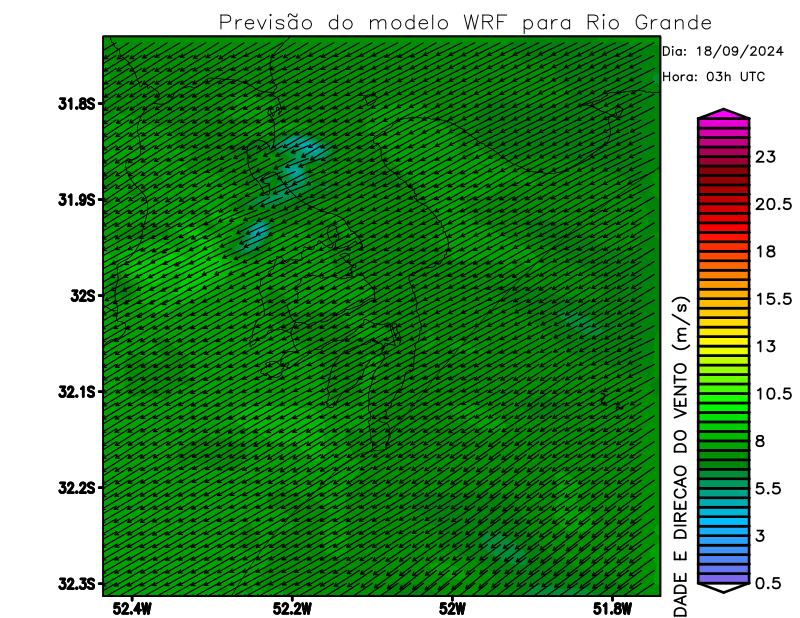 Previsão do modelo WRF para Rio Grande
Dia: 18/09/2024
Hora: 03h UTC
31.8S
31.9S
32S
32.1S
32.2S
32.3S
52.4W
52.2W
52W
51.8W
23
20.5
18
15.5
13
10.5
8
5.5
3
0.5
DADE E DIRECAO DO VENTO (m/s)